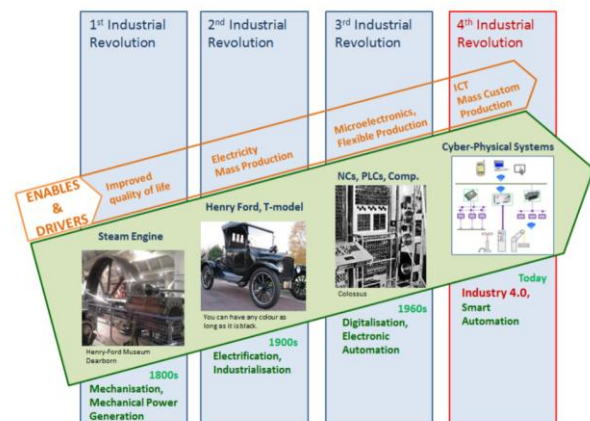 1st Industrial
Revolution
2nd Industrial
Revolution
3rd Industrial
Revolution
4th Industrial
Revolution
ENABLES
&
DRIVERS
Improved
quality of life
Electricity
Mass Production
Microelectronics,
Flexible Production
ICT
Mass Custom
Production
Steam Engine
Henry-Ford Museum
Dearborn
1800s
Mechanisation,
Mechanical Power
Generation
Henry Ford, T-model
You can have any colour as
long as it is black.
1900s
Electrification,
Industrialisation
NCs, PLCs, Comp.
Colossus
1960s
Digitalisation,
Electronic
Automation
Cyber-Physical Systems
Today
Industry 4.0,
Smart
Automation